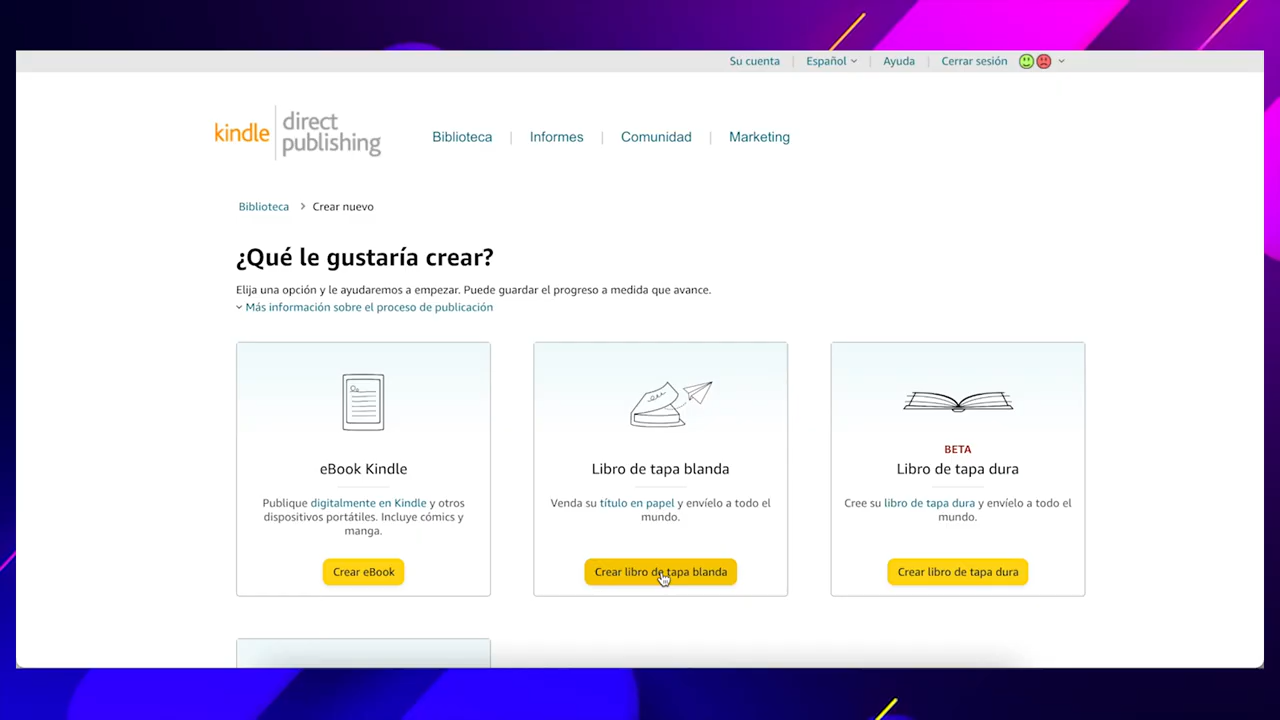 Su cuenta
Español
Ayuda
Cerrar sesión
kindle
direct
publishing
Biblioteca
Informes
Comunidad
Marketing
Biblioteca > Crear nuevo
¿Qué le gustaría crear?
Elija una opción y le ayudaremos a empezar. Puede guardar el progreso a medida que avance.
Más información sobre el proceso de publicación
eBook Kindle
Publique digitalmente en Kindle y otros
dispositivos portátiles. Incluye cómics y
manga.
Crear eBook
Libro de tapa blanda
Venda su título en papel y envíelo a todo el
mundo.
Crear libro de tapa blanda
BETA
Libro de tapa dura
Cree su libro de tapa dura y envíelo a todo el
mundo.
Crear libro de tapa dura